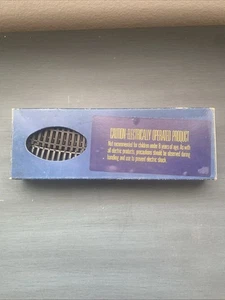 CAUTION-ELECTRICALLY OPERATED PRODUCT
Not recommended for children under 8 years of age. As with
all electric products, precautions should be observed during
handling and use to prevent electric shock.